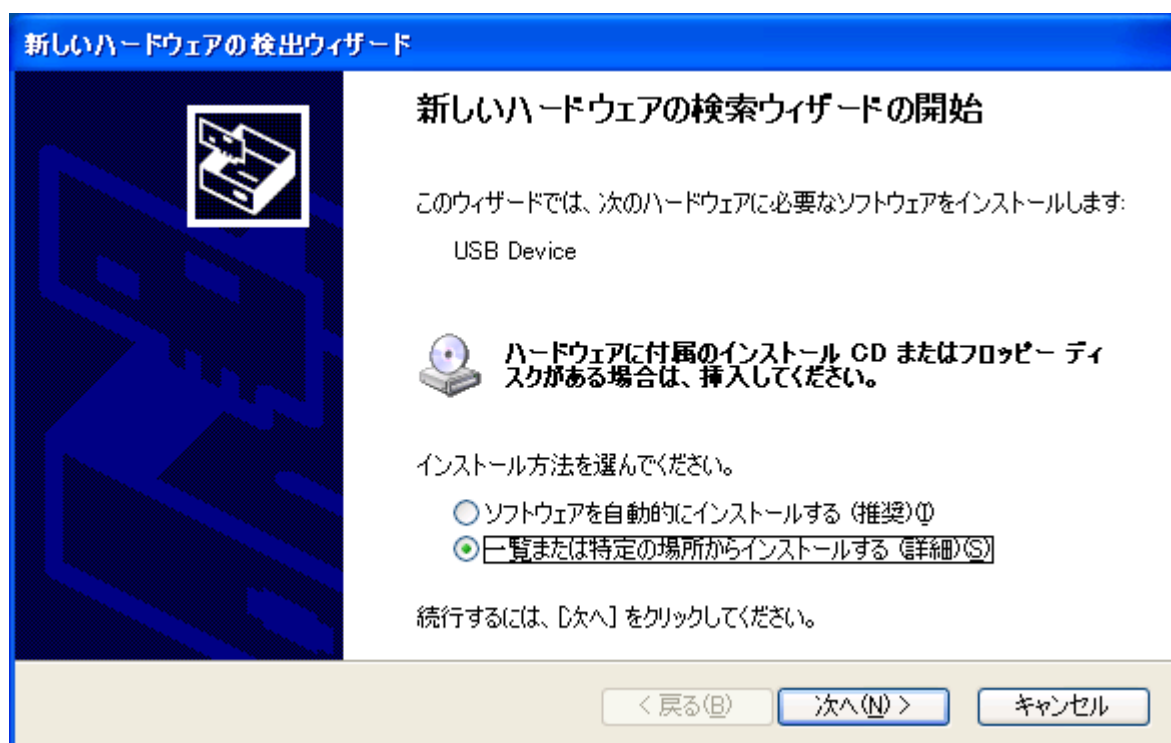 新しいハードウェアの検出ウィザード
新しいハードウェアの検索ウィザードの開始
このウィザードでは、次のハードウェアに必要なソフトウェアをインストールします:
USB Device
ハードウェアに付属のインストール CD またはフロッピー ディ
スクがある場合は、挿入してください。
インストール方法を選んでください。
ソフトウェアを自動的にインストールする (推奨)(I)
一覧または特定の場所からインストールする (詳細)(S)
続行するには、[次へ] をクリックしてください。
< 戻る(B)
次へ(N) >
キャンセル